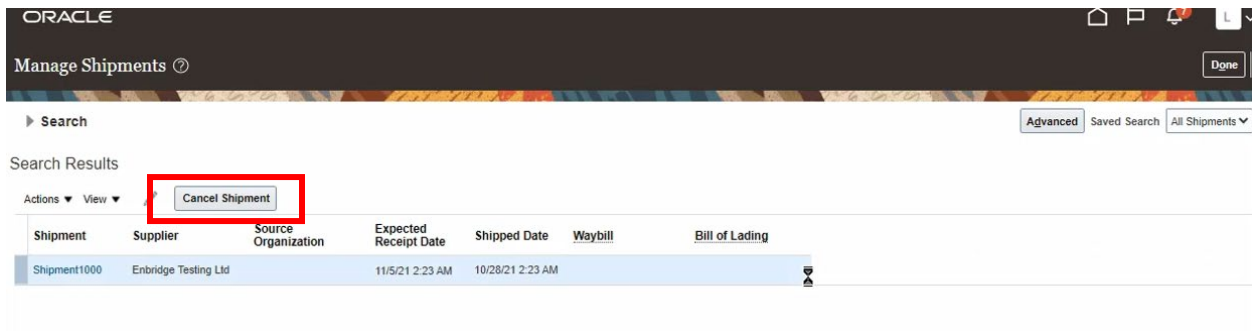 ORACLE
7
L
Manage Shipments ?
Done
Search
Advanced Saved Search All Shipments
Search Results
Actions View Cancel Shipment
Shipment Supplier Source Organization Expected Receipt Date Shipped Date Waybill Bill of Lading
Shipment1000 Enbridge Testing Ltd 11/5/21 2:23 AM 10/28/21 2:23 AM